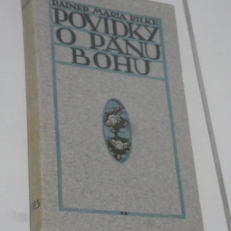 RAINER MARIA RILKE
POVÍDKY
O PÁNU
BOHU